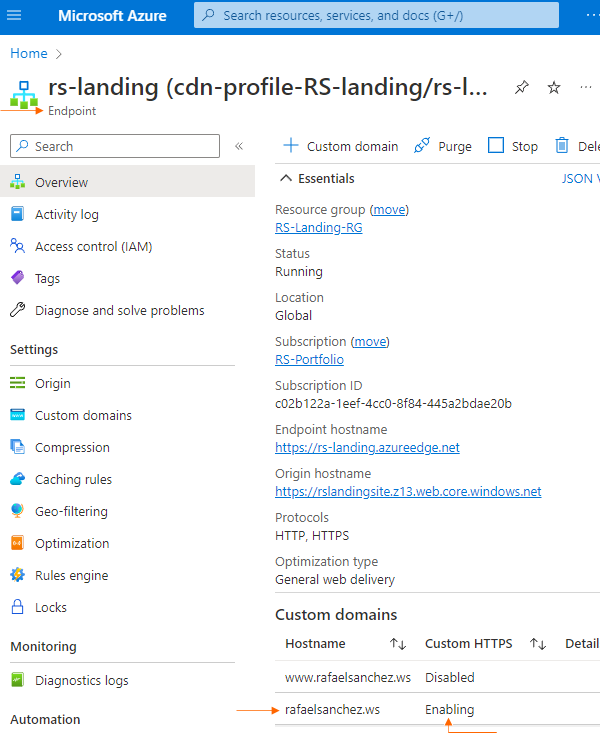 Microsoft Azure
Search resources, services, and docs (G+/)
Home
rs-landing (cdn-profile-RS-landing/rs-l...
Endpoint
Search
Overview
Activity log
Access control (IAM)
Tags
Diagnose and solve problems
Settings
Origin
Custom domains
Compression
Caching rules
Geo-filtering
Optimization
Rules engine
Locks
Monitoring
Diagnostics logs
Automation
Custom domain
Purge
Stop
Dele
Essentials
JSON V
Resource group (move)
RS-Landing-RG
Status
Running
Location
Global
Subscription (move)
RS-Portfolio
Subscription ID
c02b122a-1eef-4cc0-8f84-445a2bdae20b
Endpoint hostname
https://rs-landing.azureedge.net
Origin hostname
https://rslandingsite.z13.web.core.windows.net
Protocols
HTTP, HTTPS
Optimization type
General web delivery
Custom domains
Hostname Custom HTTPS Detail
www.rafaelsanchez.ws Disabled
rafaelsanchez.ws Enabling